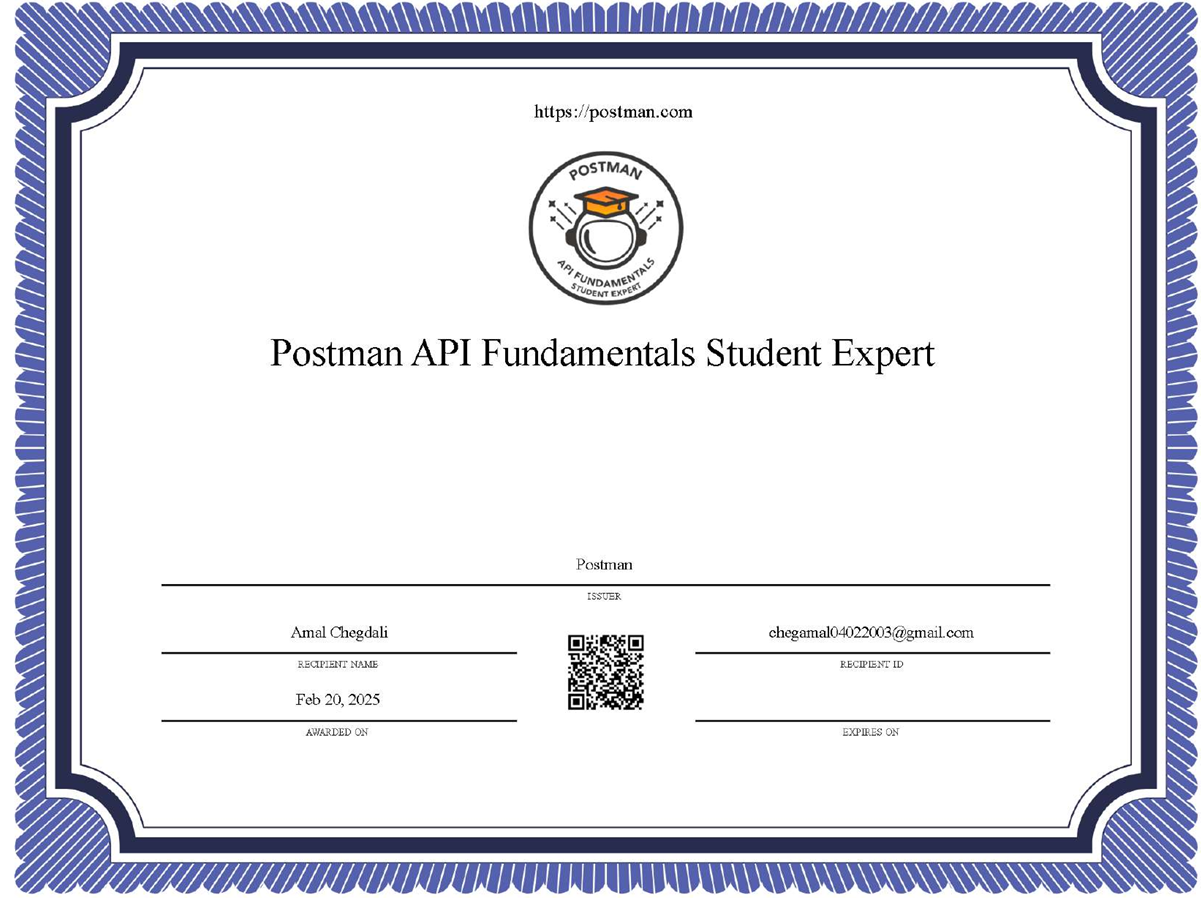 https://postman.com
POSTMAN
API FUNDAMENTALS
STUDENT EXPERT
Postman API Fundamentals Student Expert
Postman
ISSUER
Amal Chegdali
RECIPIENT NAME
chegamal04022003@gmail.com
RECIPIENT ID
Feb 20, 2025
AWARDED ON
EXPIRES ON